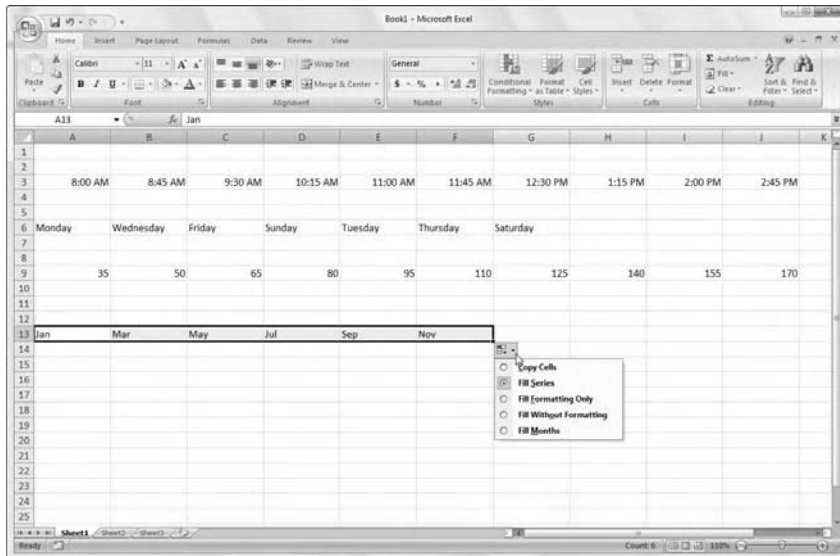 Book1 - Microsoft Excel
Home Insert Page Layout Formulas Data Review View
Calibri 11 A A Wrap Text General Σ AutoSum
Fill
Paste B I U A Merge & Center $ % , Conditional Formatting Format as Table Cell Styles Insert Delete Format Clear Sort & Filter Find & Select
Clipboard Font Alignment Number Styles Cells Editing
A13 fx Jan
A B C D E F G H I J K
1
2
3 8:00 AM 8:45 AM 9:30 AM 10:15 AM 11:00 AM 11:45 AM 12:30 PM 1:15 PM 2:00 PM 2:45 PM
4
5
6 Monday Wednesday Friday Sunday Tuesday Thursday Saturday
7
8
9 35 50 65 80 95 110 125 140 155 170
10
11
12
13 Jan Mar May Jul Sep Nov
14
15 Copy Cells
16 Fill Series
17 Fill Formatting Only
18 Fill Without Formatting
19 Fill Months
20
21
22
23
24
25
Sheet1 Sheet2 Sheet3
Ready Count: 6 110%